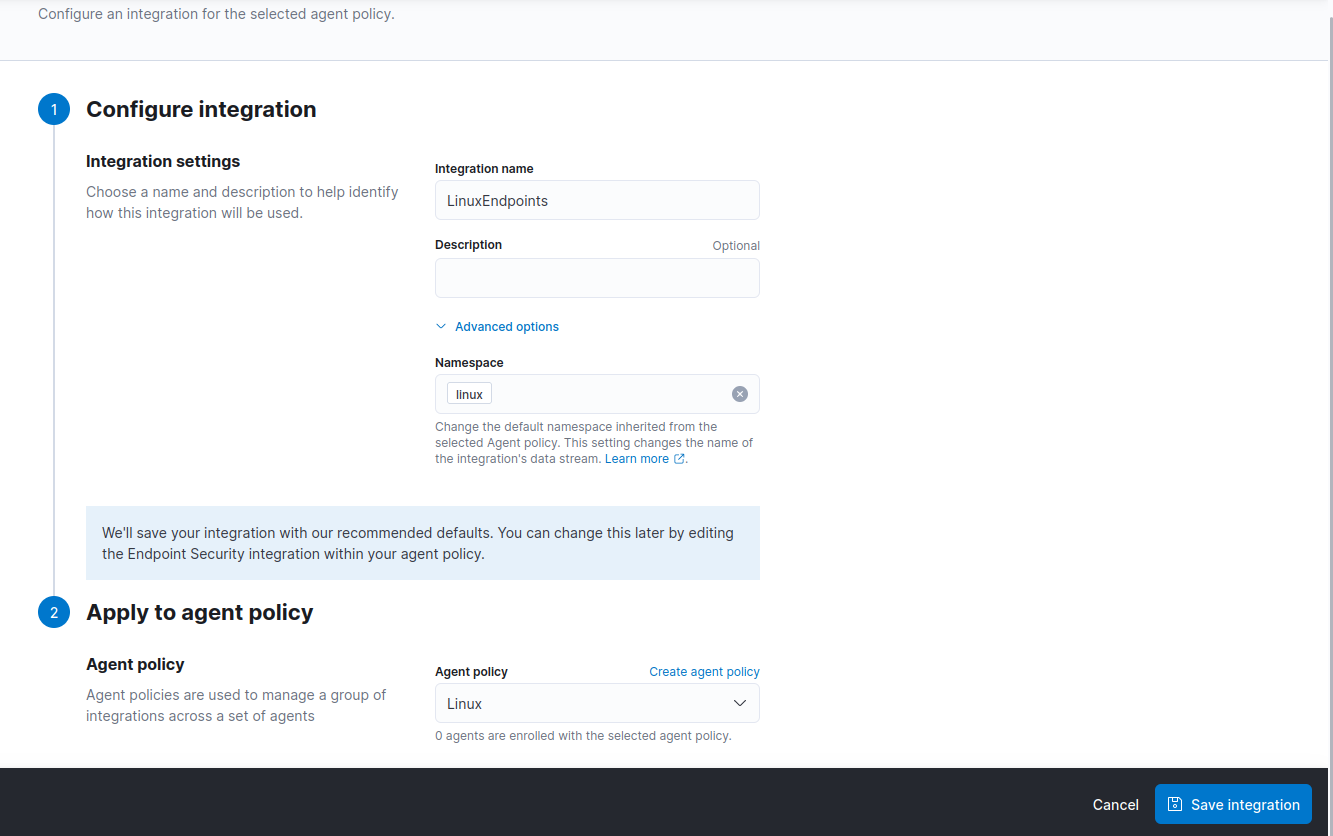 Configure an integration for the selected agent policy.
1
Configure integration
Integration settings
Choose a name and description to help identify
how this integration will be used.
Integration name
LinuxEndpoints
Description
Optional
Advanced options
Namespace
linux
Change the default namespace inherited from the
selected Agent policy. This setting changes the name of
the integration's data stream. Learn more .
We'll save your integration with our recommended defaults. You can change this later by editing
the Endpoint Security integration within your agent policy.
2
Apply to agent policy
Agent policy
Agent policies are used to manage a group of
integrations across a set of agents
Agent policy
Create agent policy
Linux
0 agents are enrolled with the selected agent policy.
Cancel
Save integration